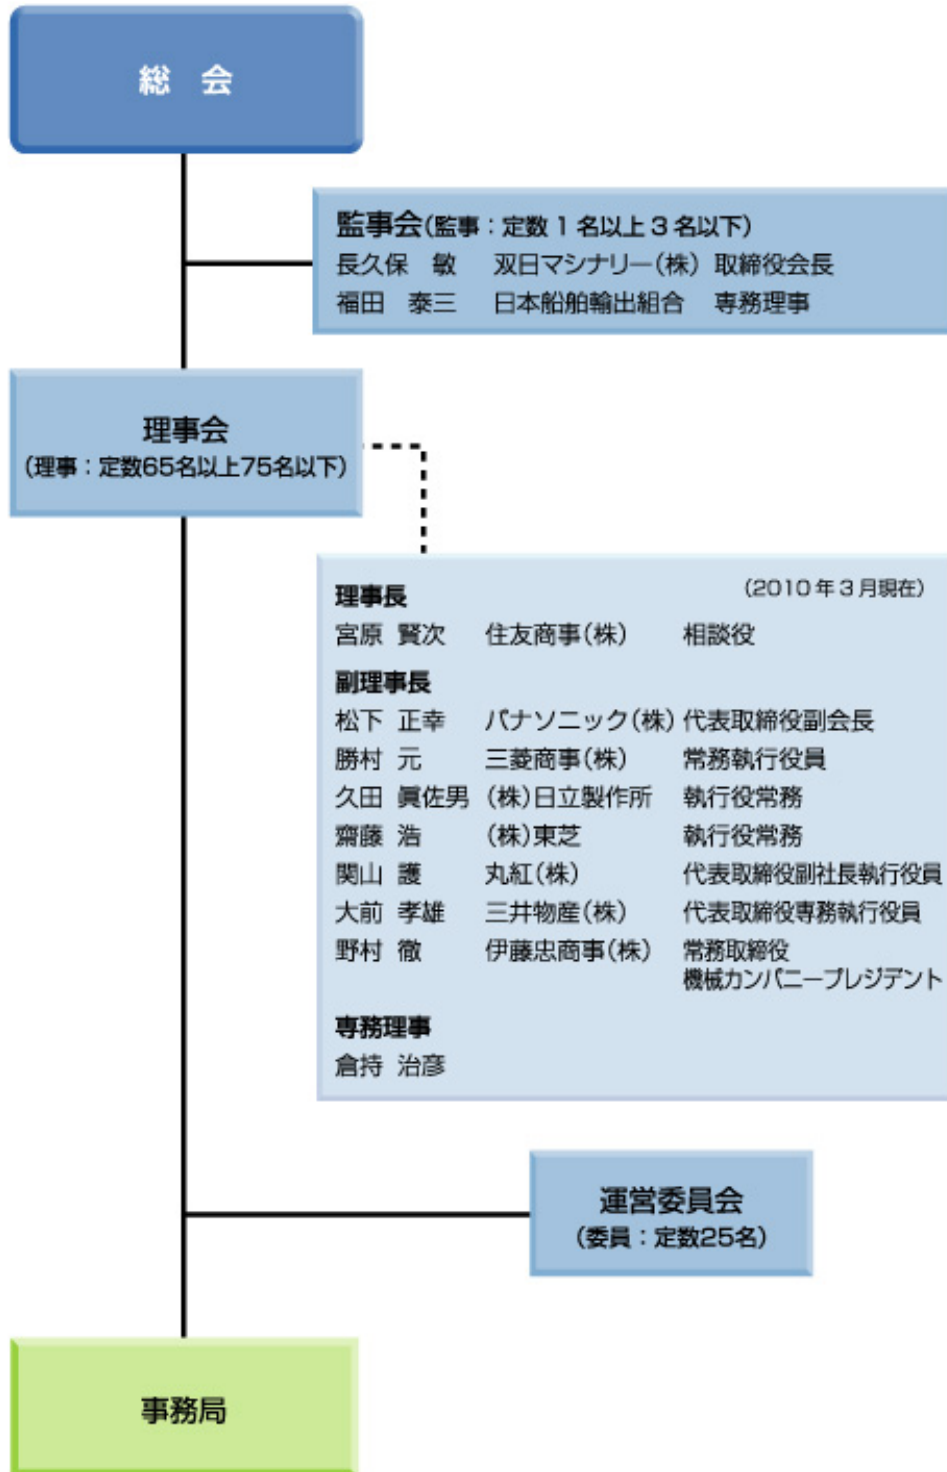 総 会
監事会(監事：定数1名以上3名以下)
長久保 敏 双日マシナリー(株) 取締役会長
福田 泰三 日本船舶輸出組合 専務理事
理事会
(理事：定数65名以上75名以下)
(2010年3月現在)
理事長
宮原 賢次 住友商事(株) 相談役
副理事長
松下 正幸 パナソニック(株) 代表取締役副会長
勝村 元 三菱商事(株) 常務執行役員
久田 眞佐男 (株)日立製作所 執行役常務
齋藤 浩 (株)東芝 執行役常務
関山 護 丸紅(株) 代表取締役副社長執行役員
大前 孝雄 三井物産(株) 代表取締役専務執行役員
野村 徹 伊藤忠商事(株) 常務取締役
機械カンパニープレジデント
専務理事
倉持 治彦
運営委員会
(委員：定数25名)
事務局